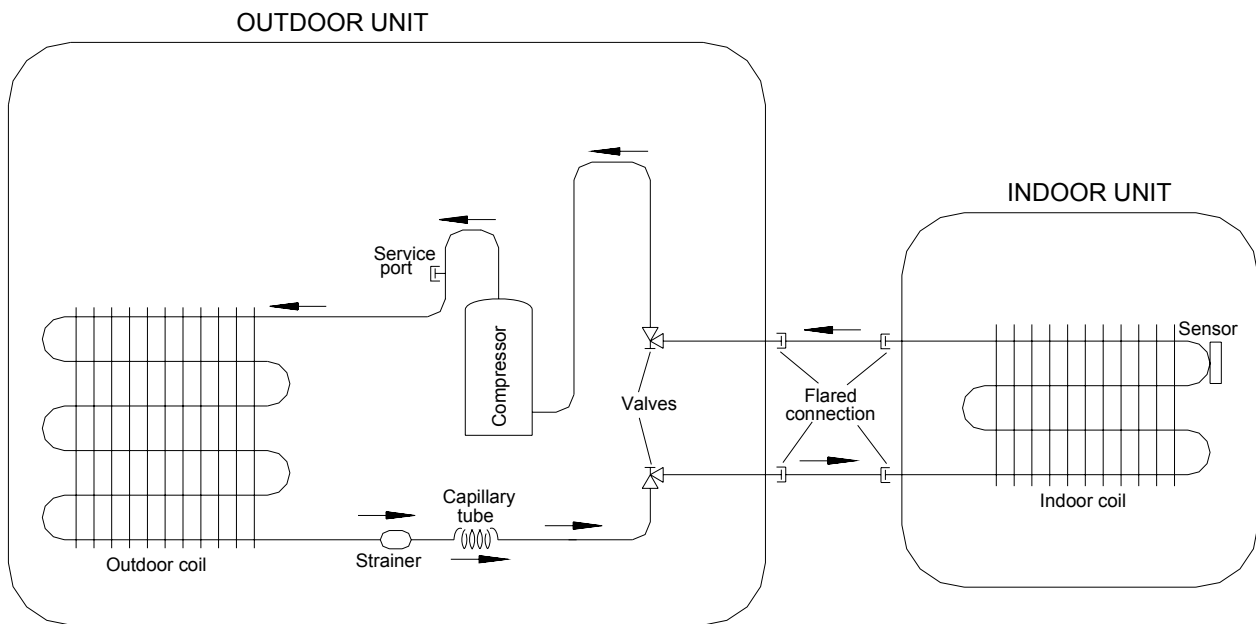 OUTDOOR UNIT
INDOOR UNIT
Service
port
Compressor
Sensor
Valves
Flared
connection
Capillary
tube
Indoor coil
Strainer
Outdoor coil